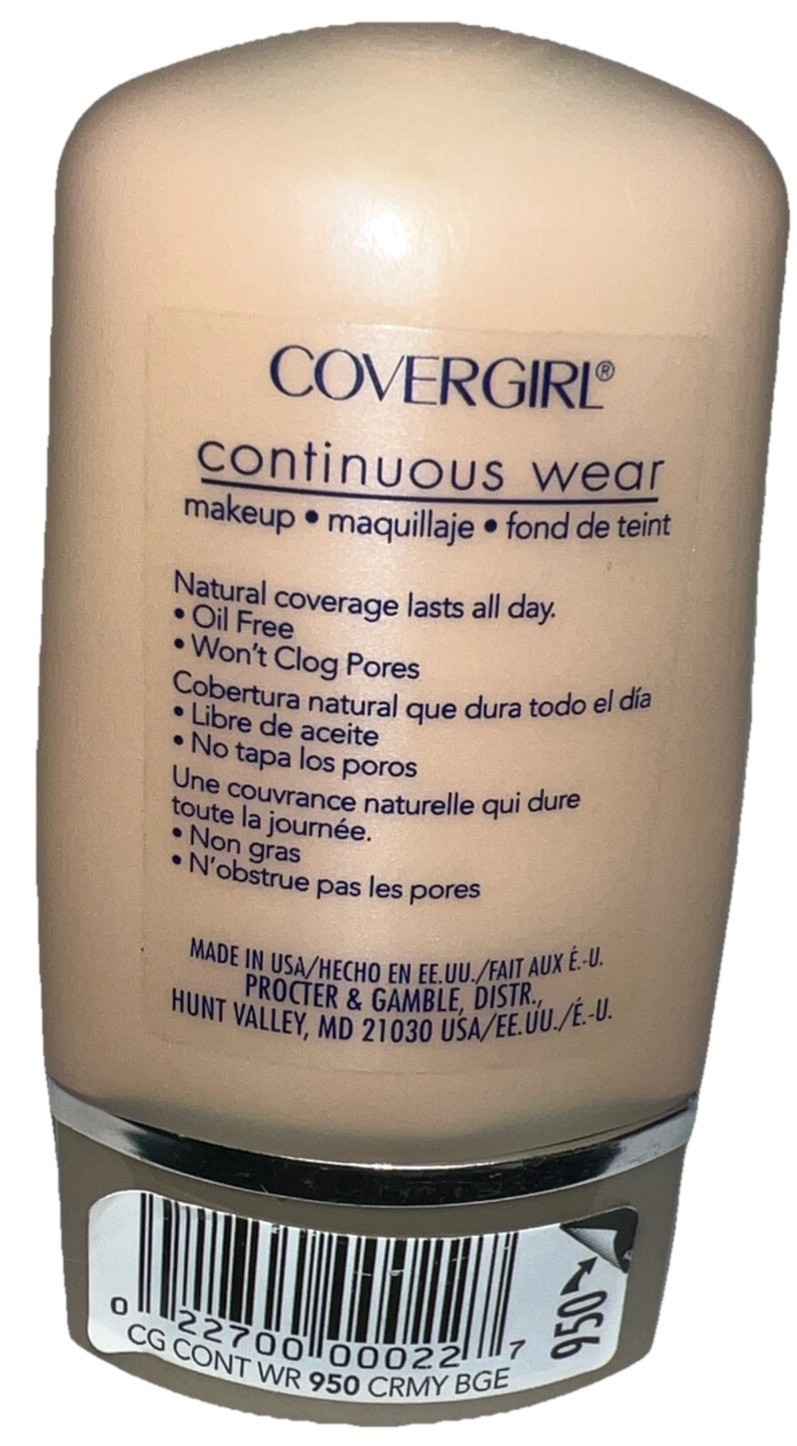 COVERGIRL®
continuous wear
makeup • maquillaje • fond de teint
Natural coverage lasts all day.
• Oil Free
• Won't Clog Pores
Cobertura natural que dura todo el día
• Libre de aceite
• No tapa los poros
Une couvrance naturelle qui dure
toute la journée.
• Non gras
• N'obstrue pas les pores
MADE IN USA/HECHO EN EE.UU./FAIT AUX É.-U.
PROCTER & GAMBLE, DISTR.,
HUNT VALLEY, MD 21030 USA/EE.UU./É.-U.
0 22700 00022 7
CG CONT WR 950 CRMY BGE
950